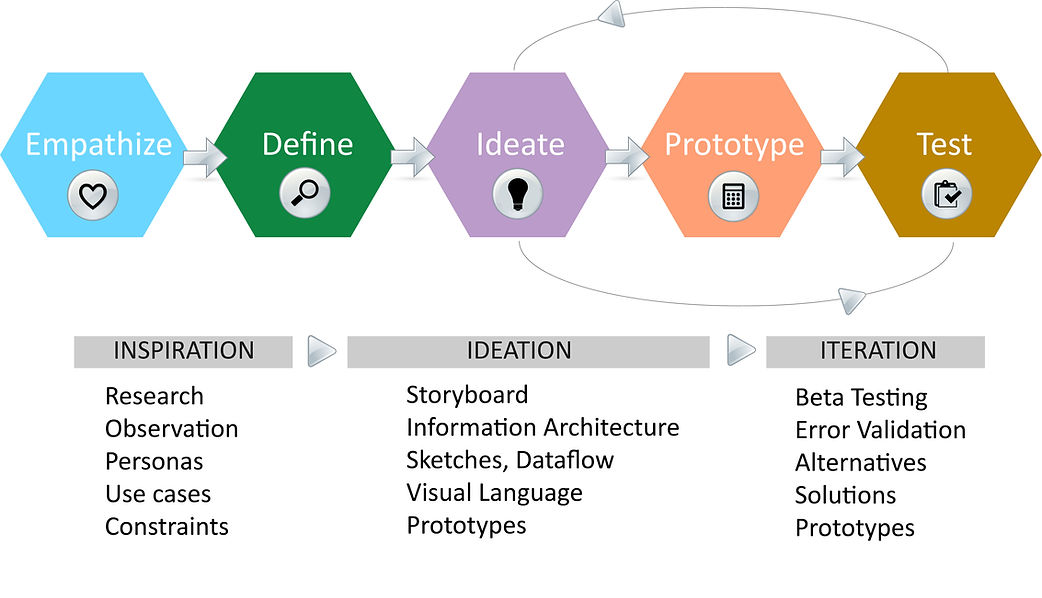 Empathize
Define
Ideate
Prototype
Test
INSPIRATION
Research
Observation
Personas
Use cases
Constraints
IDEATION
Storyboard
Information Architecture
Sketches, Dataflow
Visual Language
Prototypes
ITERATION
Beta Testing
Error Validation
Alternatives
Solutions
Prototypes